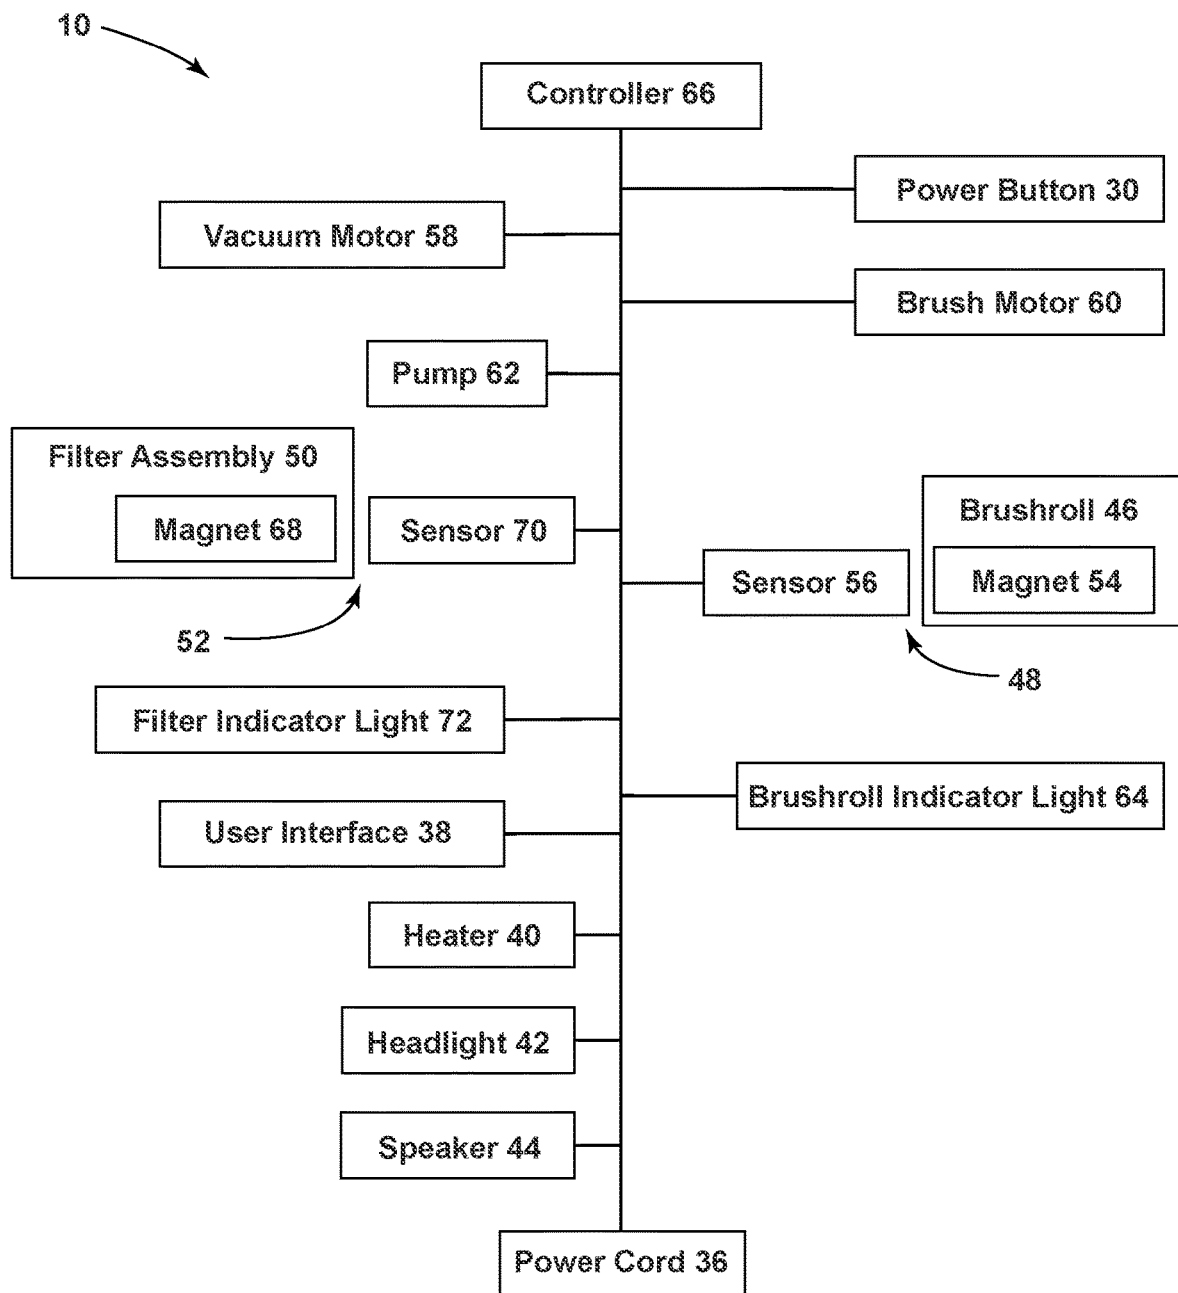 10
Controller 66
Power Button 30
Vacuum Motor 58
Brush Motor 60
Pump 62
Filter Assembly 50
Magnet 68
Sensor 70
Brushroll 46
Sensor 56
Magnet 54
52
48
Filter Indicator Light 72
Brushroll Indicator Light 64
User Interface 38
Heater 40
Headlight 42
Speaker 44
Power Cord 36